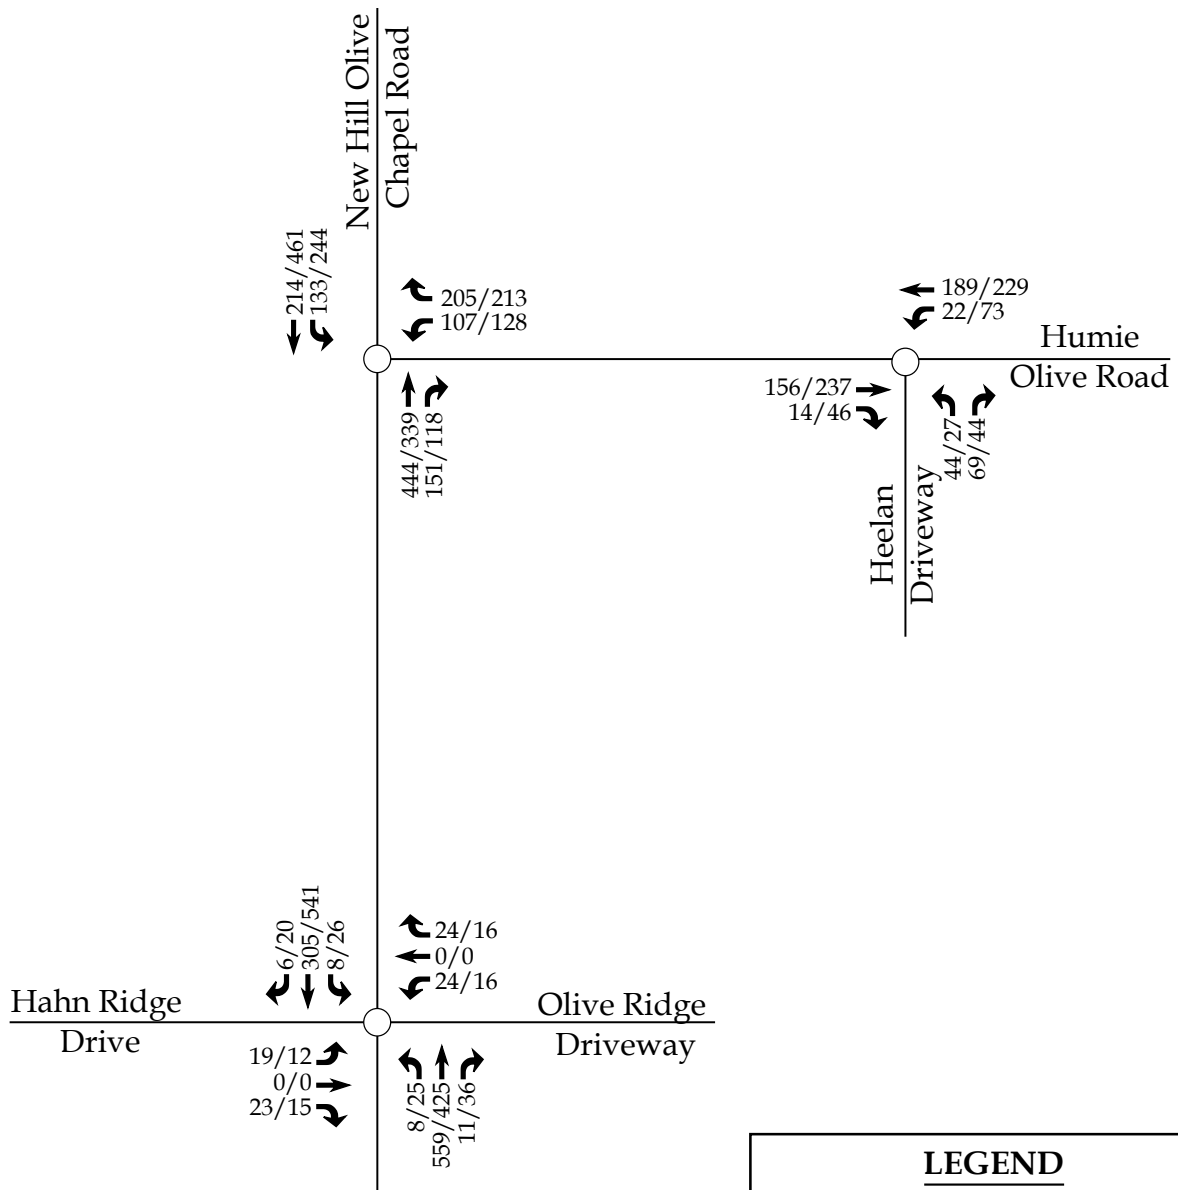 New Hill Olive
Chapel Road
214/461
133/244
205/213
107/128
444/339
151/118
189/229
22/73
Humie
Olive Road
156/237
14/46
44/27
69/44
Heelan
Driveway
6/20
305/541
8/26
24/16
0/0
24/16
Hahn Ridge
Drive
Olive Ridge
Driveway
19/12
0/0
23/15
8/25
559/425
11/36
LEGEND